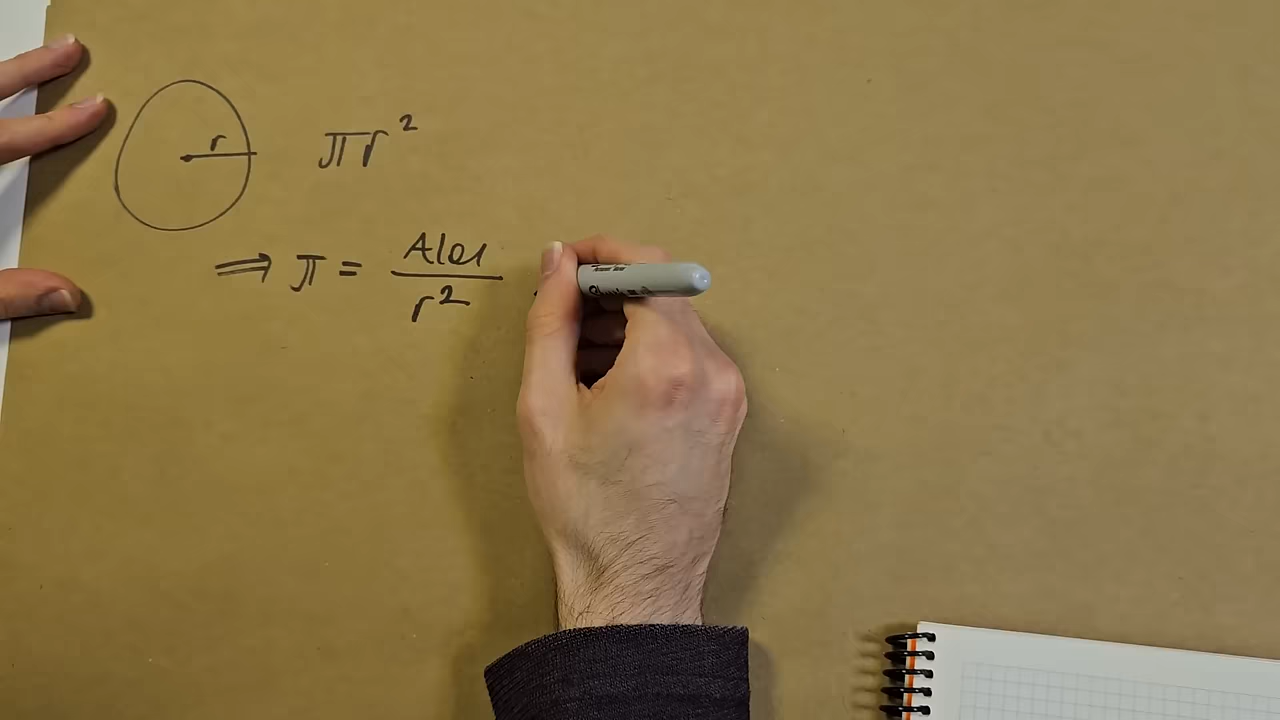 r
πr²
⇒ π = Area / r²